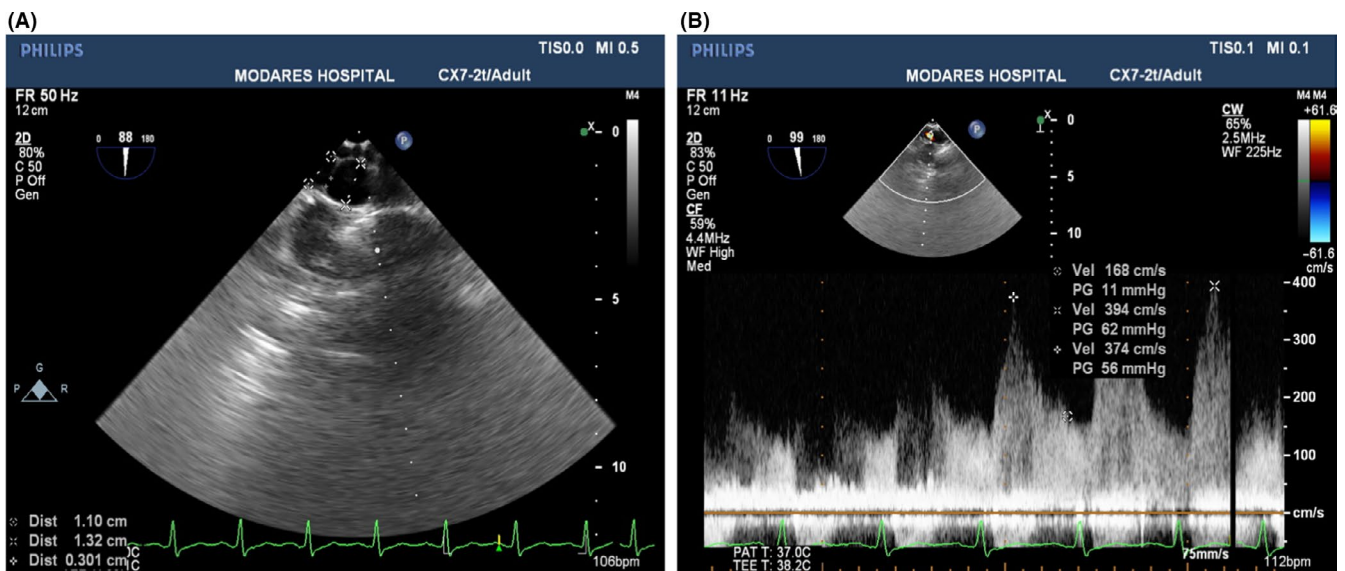 (A)
PHILIPS
TIS0.0 MI 0.5
MODARES HOSPITAL CX7-2t/Adult
FR 50 Hz
12 cm
M4
2D
80%
C 50
P Off
Gen
0 88 180
P
X
0
5
10
G
P R
Dist 1.10 cm
Dist 1.32 cm
Dist 0.301 cm
106bpm
(B)
PHILIPS
TIS0.1 MI 0.1
MODARES HOSPITAL CX7-2t/Adult
FR 11 Hz
12 cm
M4 M4
+61.6
2D
83%
C 50
P Off
Gen
CF
59%
4.4MHz
WF High
Med
0 99 180
P
X
0
5
10
CW
65%
2.5MHz
WF 225Hz
-61.6
cm/s
Vel 168 cm/s
PG 11 mmHg
Vel 394 cm/s
PG 62 mmHg
Vel 374 cm/s
PG 56 mmHg
400
300
200
100
cm/s
PAT T: 37.0C
TEE T: 38.2C
75mm/s
112bpm